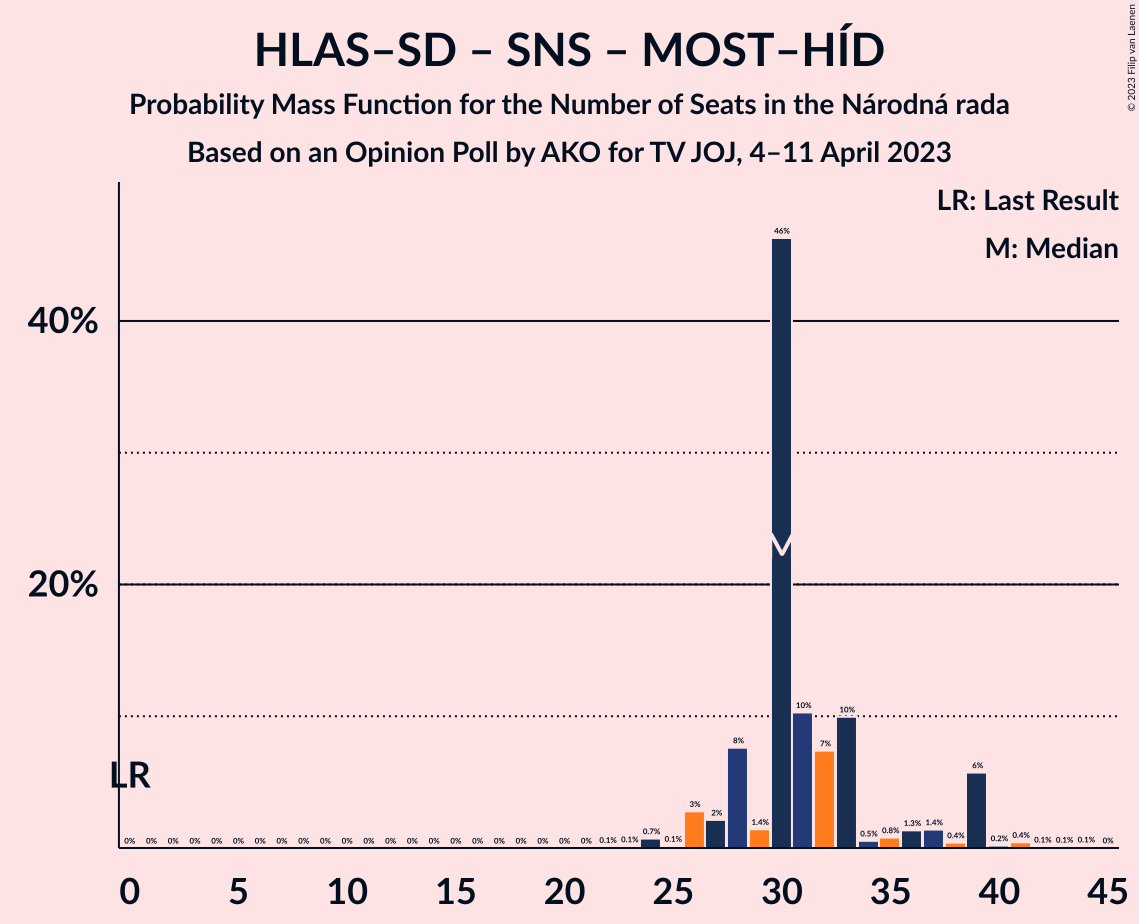 HLAS–SD – SNS – MOST–HÍD
Probability Mass Function for the Number of Seats in the Národná rada
Based on an Opinion Poll by AKO for TV JOJ, 4–11 April 2023
© 2023 Filip van Laenen
LR: Last Result
M: Median
40%
20%
LR
0% 0% 0% 0% 0% 0% 0% 0% 0% 0% 0% 0% 0% 0% 0% 0% 0% 0% 0% 0% 0% 0% 0.1% 0.1% 0.7% 0.1% 3% 2% 8% 1.4% 46% 10% 7% 10% 0.5% 0.8% 1.3% 1.4% 0.4% 6% 0.2% 0.4% 0.1% 0.1% 0.1% 0%
0 5 10 15 20 25 30 35 40 45